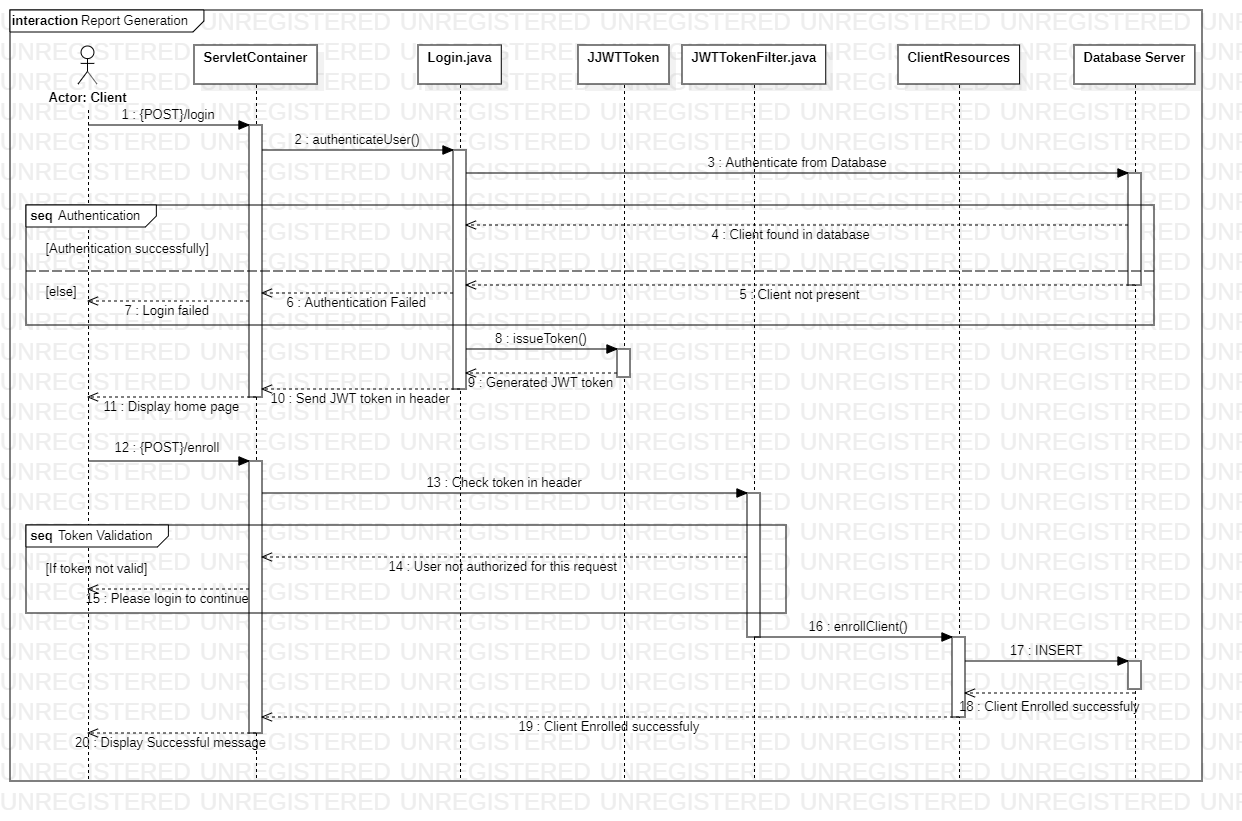 interaction Report Generation
ServletContainer
Login.java
JJWTToken
JWTTokenFilter.java
ClientResources
Database Server
Actor: Client
1 : {POST}/login
2 : authenticateUser()
3 : Authenticate from Database
seq Authentication
4 : Client found in database
[Authentication successfully]
[else]
5 : Client not present
6 : Authentication Failed
7 : Login failed
8 : issueToken()
9 : Generated JWT token
10 : Send JWT token in header
11 : Display home page
12 : {POST}/enroll
13 : Check token in header
seq Token Validation
14 : User not authorized for this request
[If token not valid]
15 : Please login to continue
16 : enrollClient()
17 : INSERT
18 : Client Enrolled successfuly
19 : Client Enrolled successfuly
20 : Display Successful message
UNREGISTERED